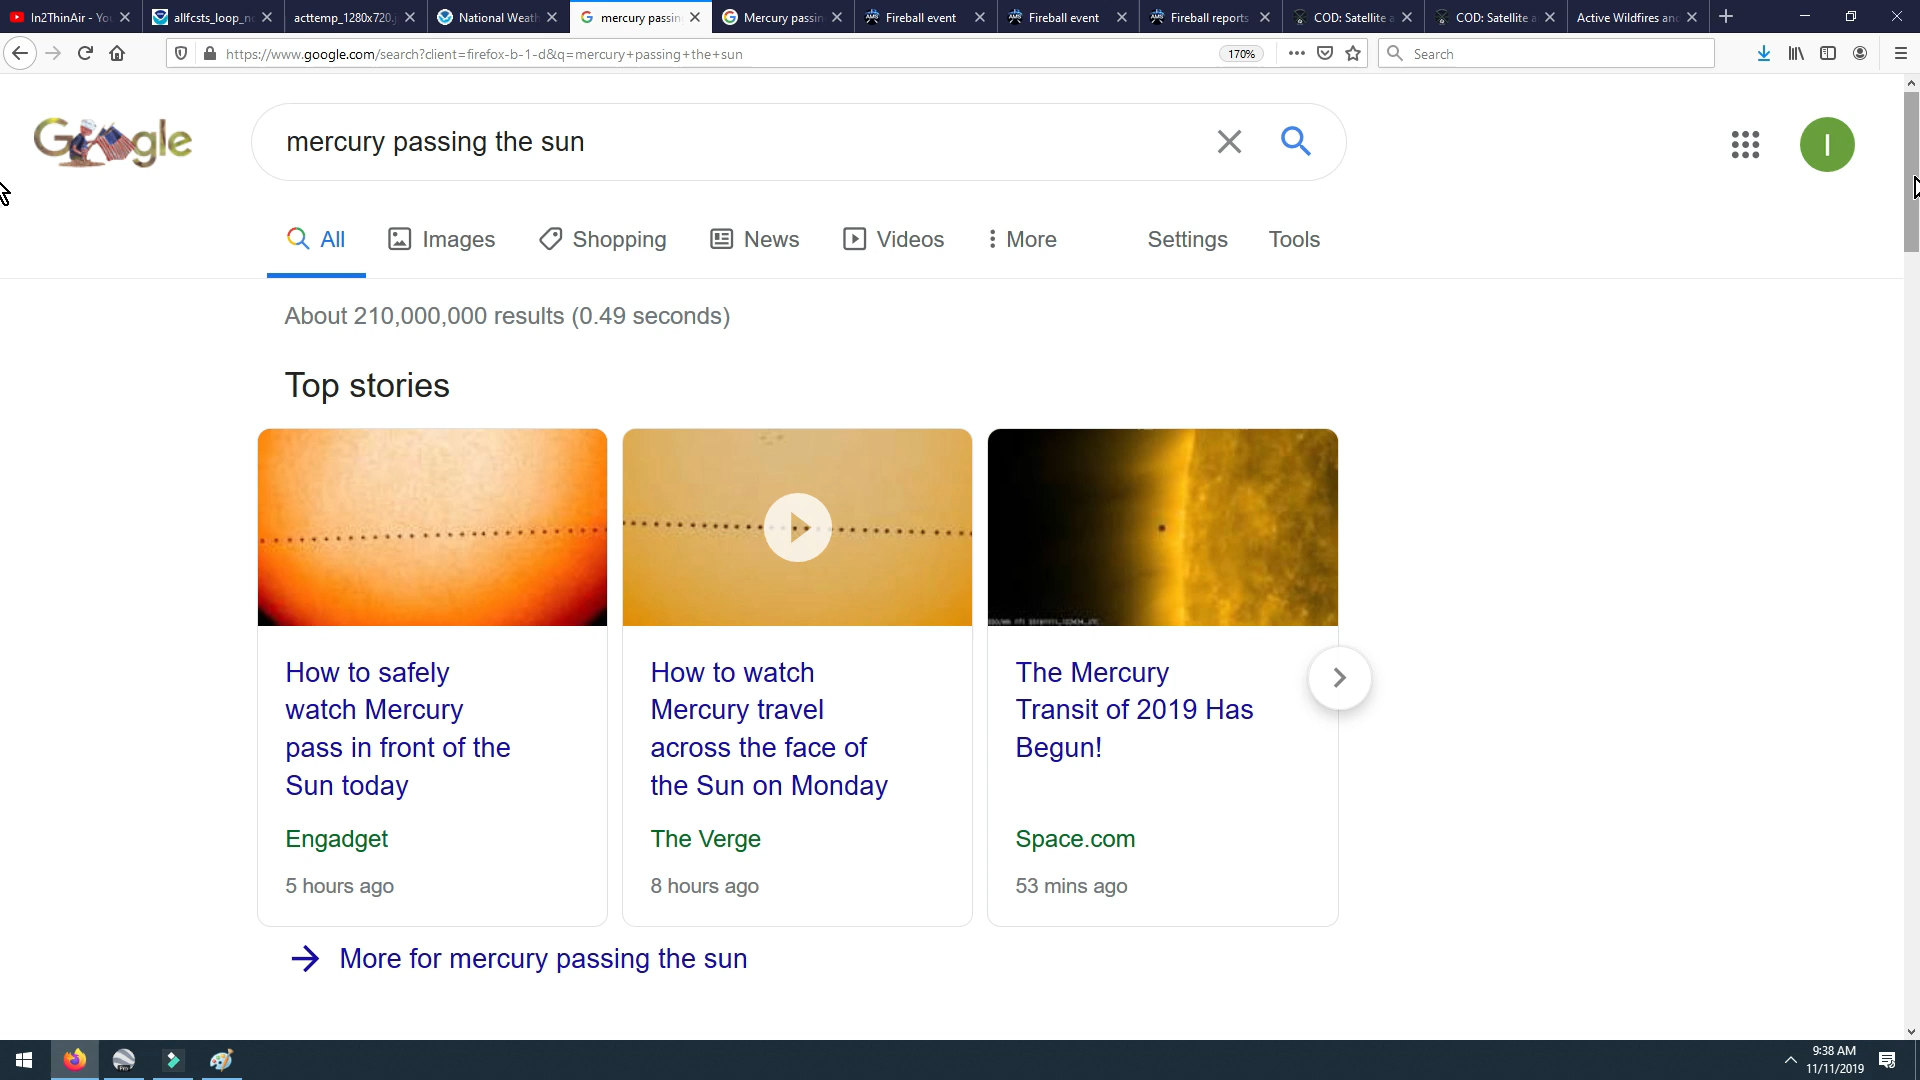 In2ThinAir - Yo
allfcsts_loop_n
acttemp_1280x720.
National Weath
mercury passin
Mercury passin
Fireball event
Fireball event
Fireball reports
COD: Satellite a
COD: Satellite a
Active Wildfires an
https://www.google.com/search?client=firefox-b-1-d&q=mercury+passing+the+sun
170%
Search
Google
mercury passing the sun
I
All
Images
Shopping
News
Videos
More
Settings
Tools
About 210,000,000 results (0.49 seconds)
Top stories
How to safely
watch Mercury
pass in front of the
Sun today
Engadget
5 hours ago
How to watch
Mercury travel
across the face of
the Sun on Monday
The Verge
8 hours ago
The Mercury
Transit of 2019 Has
Begun!
Space.com
53 mins ago
More for mercury passing the sun
9:38 AM
11/11/2019